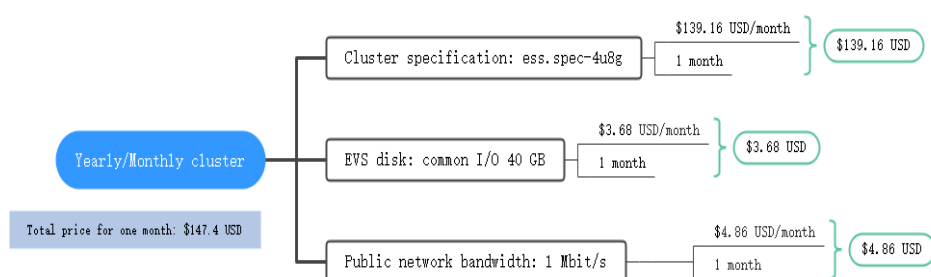 Yearly/Monthly cluster
Total price for one month: $147.4 USD
Cluster specification: ess.spec-4u8g
$139.16 USD/month
1 month
$139.16 USD
EVS disk: common I/O 40 GB
$3.68 USD/month
1 month
$3.68 USD
Public network bandwidth: 1 Mbit/s
$4.86 USD/month
1 month
$4.86 USD